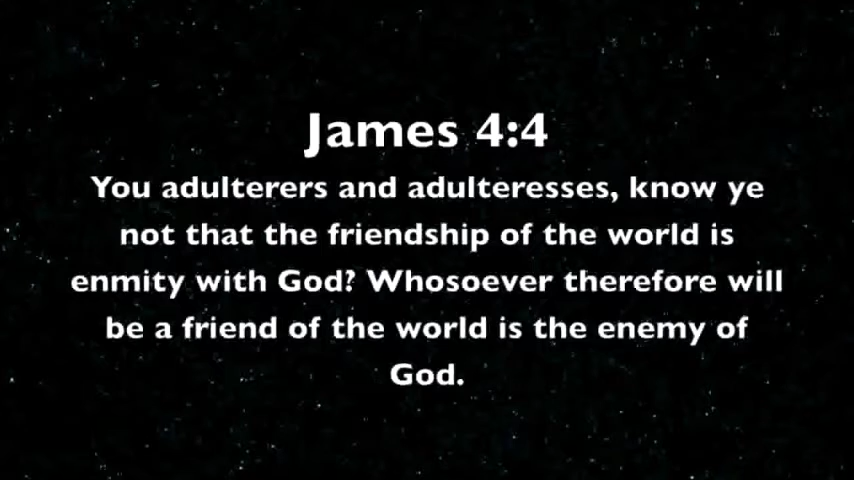 James 4:4
You adulterers and adulteresses, know ye
not that the friendship of the world is
enmity with God? Whosoever therefore will
be a friend of the world is the enemy of
God.